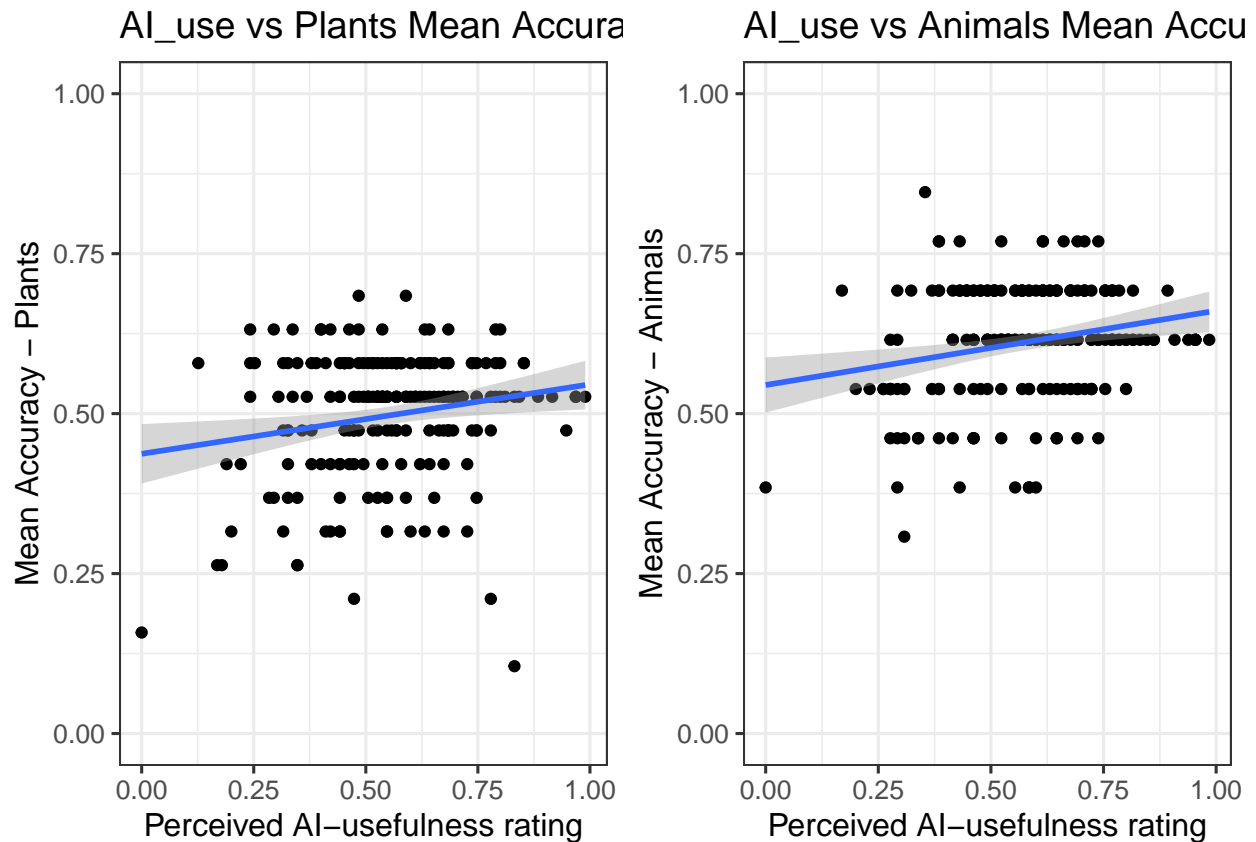 AI_use vs Plants Mean Accura
1.00
0.75
0.50
0.25
0.00
Mean Accuracy − Plants
0.00 0.25 0.50 0.75 1.00
Perceived AI−usefulness rating
AI_use vs Animals Mean Accu
1.00
0.75
0.50
0.25
0.00
Mean Accuracy − Animals
0.00 0.25 0.50 0.75 1.00
Perceived AI−usefulness rating